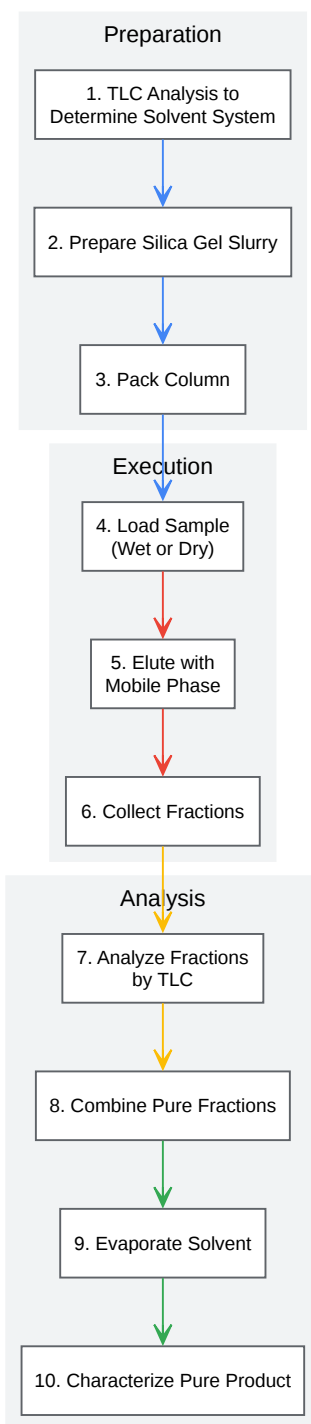 Preparation
1. TLC Analysis to
Determine Solvent System
2. Prepare Silica Gel Slurry
3. Pack Column
Execution
4. Load Sample
(Wet or Dry)
5. Elute with
Mobile Phase
6. Collect Fractions
Analysis
7. Analyze Fractions
by TLC
8. Combine Pure Fractions
9. Evaporate Solvent
10. Characterize Pure Product